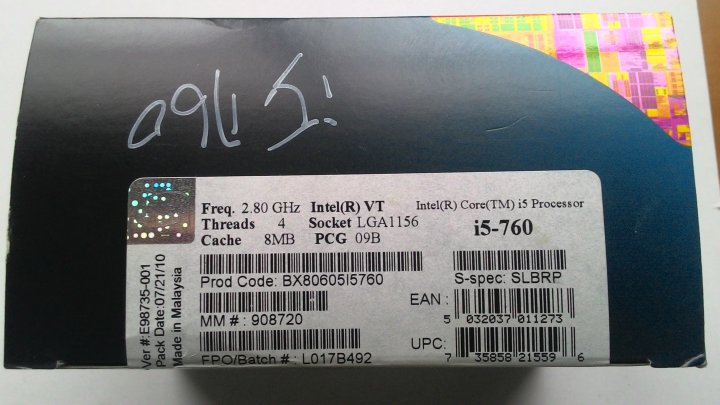 i5 760
Freq. 2.80 GHz Intel(R) VT
Threads 4 Socket LGA1156
Cache 8MB PCG 09B
Intel(R) Core(TM) i5 Processor
i5-760
Prod Code: BX80605I5760
S-spec: SLBRP
MM # : 908720
EAN :
5 032037 011273
FPO/Batch # : L017B492
UPC:
7 35858 21559 6
Ver #:E98735-001
Pack Date:07/21/10
Made in Malaysia